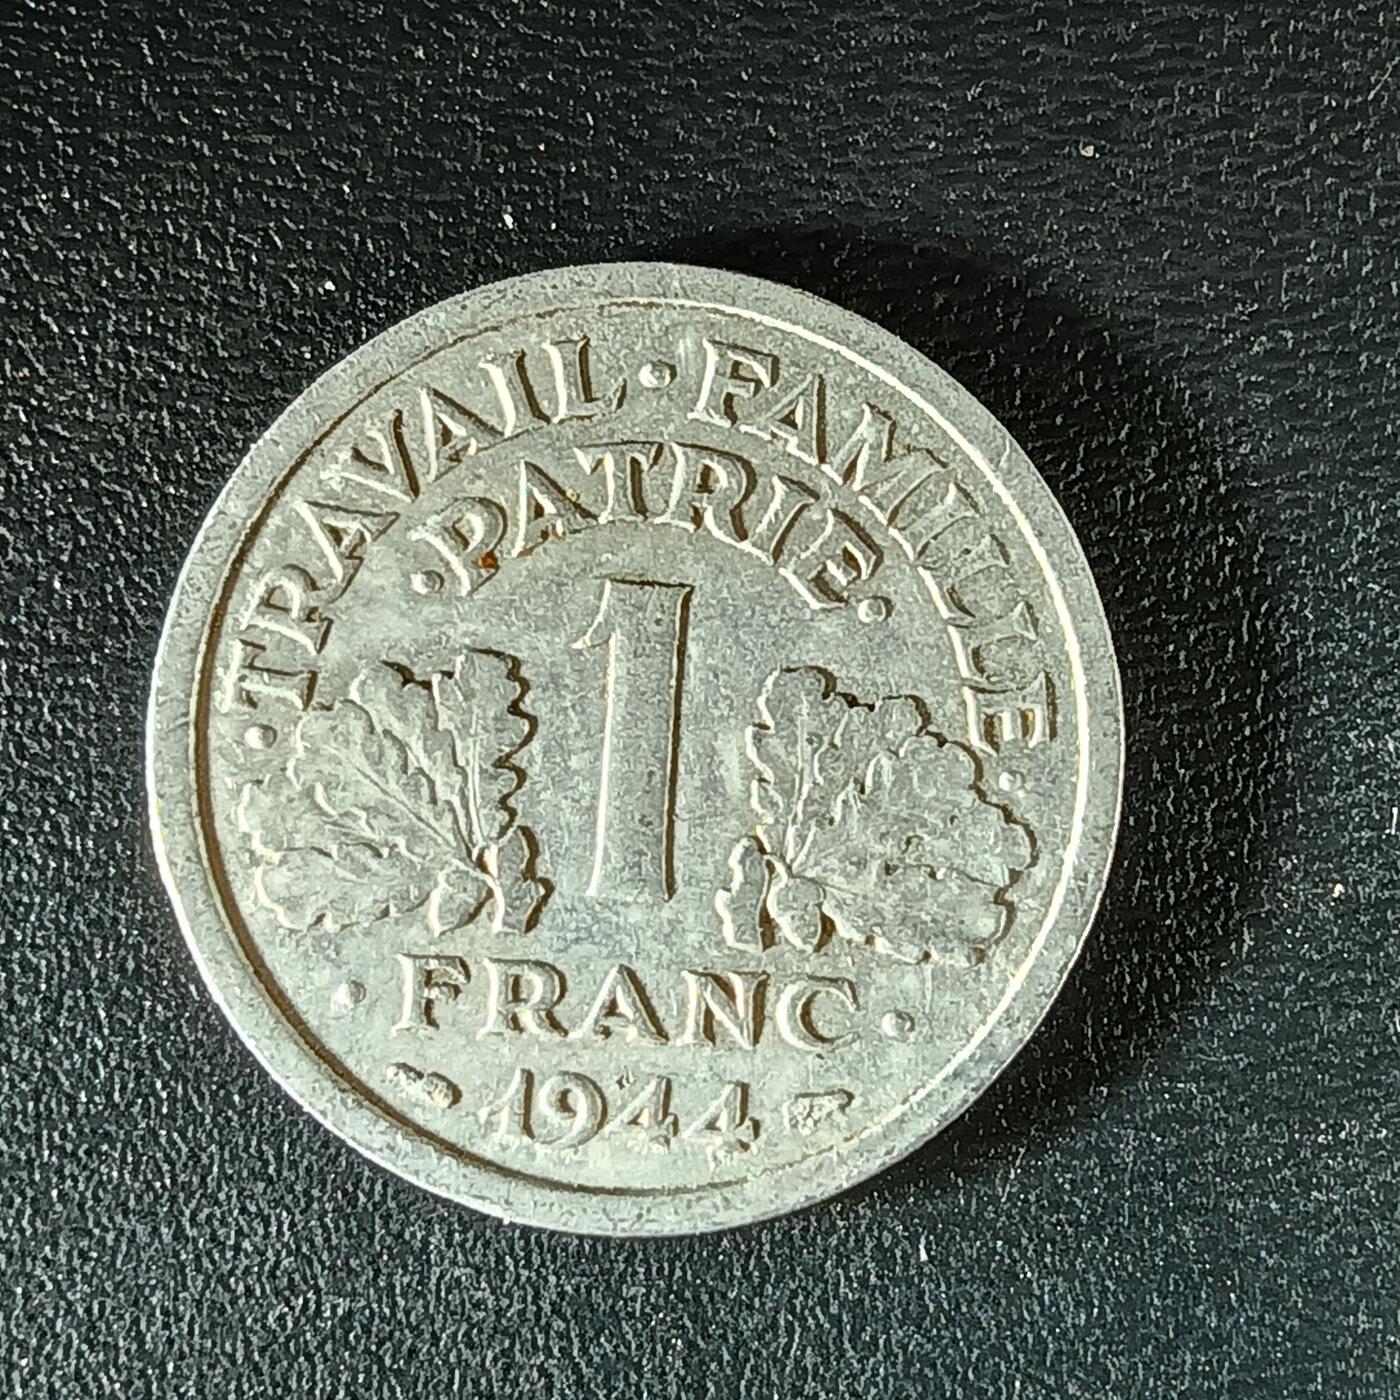 ·TRAVAIL·FAMILLE·
·PATRIE·
1
·FRANC·
1944